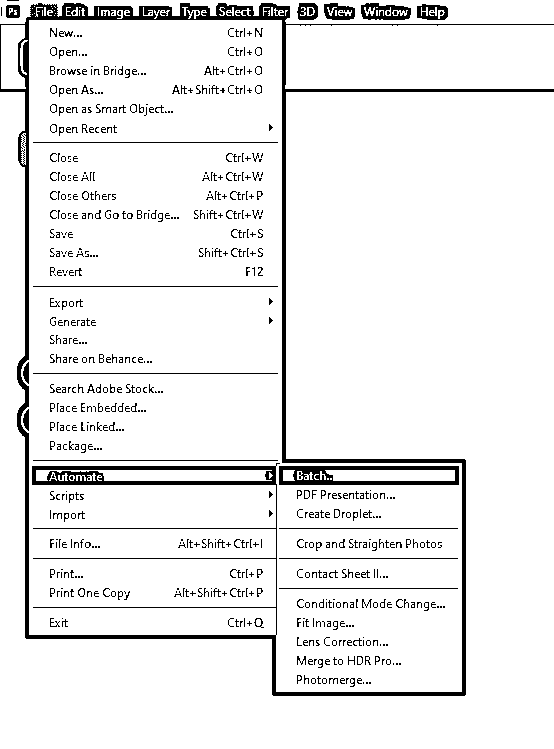 Ps File Edit Image Layer Type Select Filter 3D View Window Help
New... Ctrl+N
Open... Ctrl+O
Browse in Bridge... Alt+Ctrl+O
Open As... Alt+Shift+Ctrl+O
Open as Smart Object...
Open Recent
Close Ctrl+W
Close All Alt+Ctrl+W
Close Others Alt+Ctrl+P
Close and Go to Bridge... Shift+Ctrl+W
Save Ctrl+S
Save As... Shift+Ctrl+S
Revert F12
Export
Generate
Share...
Share on Behance...
Search Adobe Stock...
Place Embedded...
Place Linked...
Package...
Automate
Scripts
Import
File Info... Alt+Shift+Ctrl+I
Print... Ctrl+P
Print One Copy Alt+Shift+Ctrl+P
Exit Ctrl+Q
Batch...
PDF Presentation...
Create Droplet...
Crop and Straighten Photos
Contact Sheet II...
Conditional Mode Change...
Fit Image...
Lens Correction...
Merge to HDR Pro...
Photomerge...